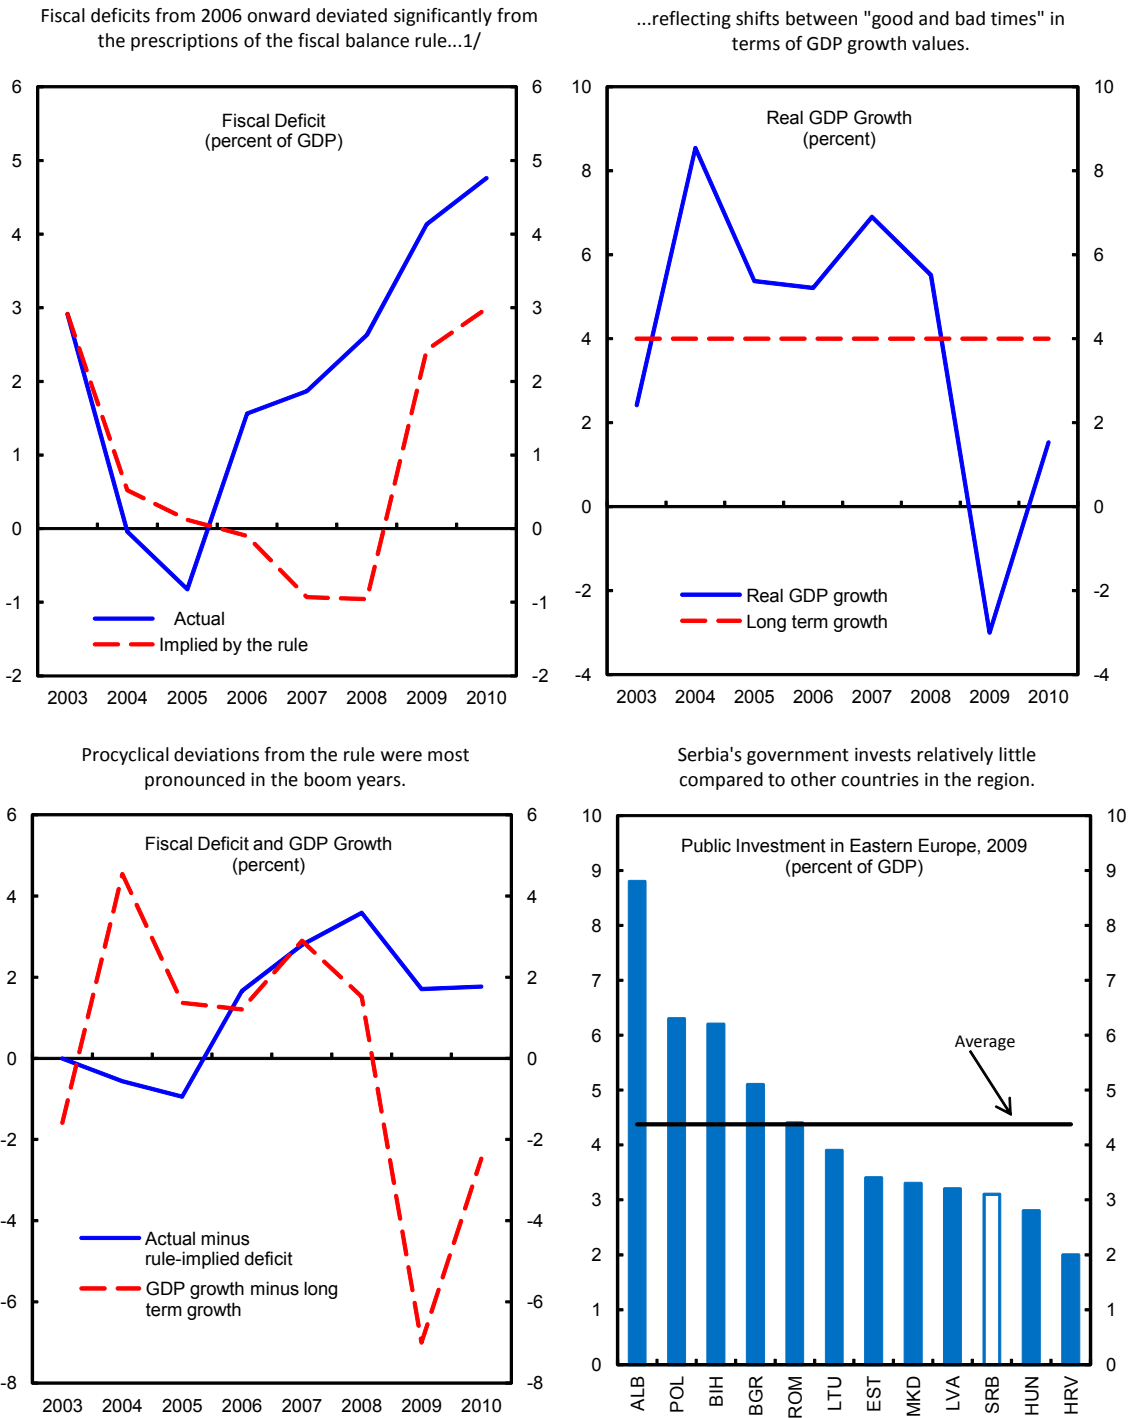 Fiscal deficits from 2006 onward deviated significantly from
the prescriptions of the fiscal balance rule...1/
6
5
4
3
2
1
0
-1
-2
Fiscal Deficit
(percent of GDP)
Actual
Implied by the rule
6
5
4
3
2
1
0
-1
-2
2003 2004 2005 2006 2007 2008 2009 2010
...reflecting shifts between "good and bad times" in
terms of GDP growth values.
10
8
6
4
2
0
-2
-4
Real GDP Growth
(percent)
Real GDP growth
Long term growth
10
8
6
4
2
0
-2
-4
2003 2004 2005 2006 2007 2008 2009 2010
Procyclical deviations from the rule were most
pronounced in the boom years.
6
4
2
0
-2
-4
-6
-8
Fiscal Deficit and GDP Growth
(percent)
Actual minus
rule-implied deficit
GDP growth minus long
term growth
6
4
2
0
-2
-4
-6
-8
2003 2004 2005 2006 2007 2008 2009 2010
Serbia's government invests relatively little
compared to other countries in the region.
10
9
8
7
6
5
4
3
2
1
0
Public Investment in Eastern Europe, 2009
(percent of GDP)
Average
10
9
8
7
6
5
4
3
2
1
0
ALB POL BIH BGR ROM LTU EST MKD LVA SRB HUN HRV